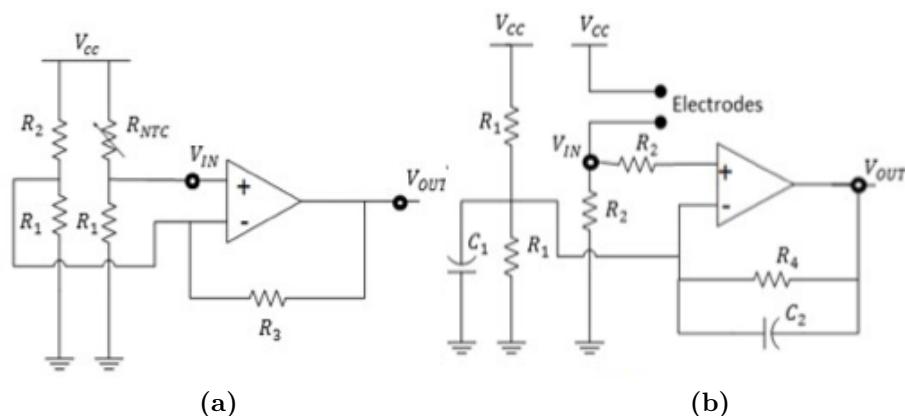 V_CC
R_2
R_NTC
V_IN
V_OUT
+
-
R_1
R_1
R_3
(a)
V_CC
V_CC
Electrodes
R_1
V_IN
R_2
V_OUT
+
-
R_2
C_1
R_1
R_4
C_2
(b)